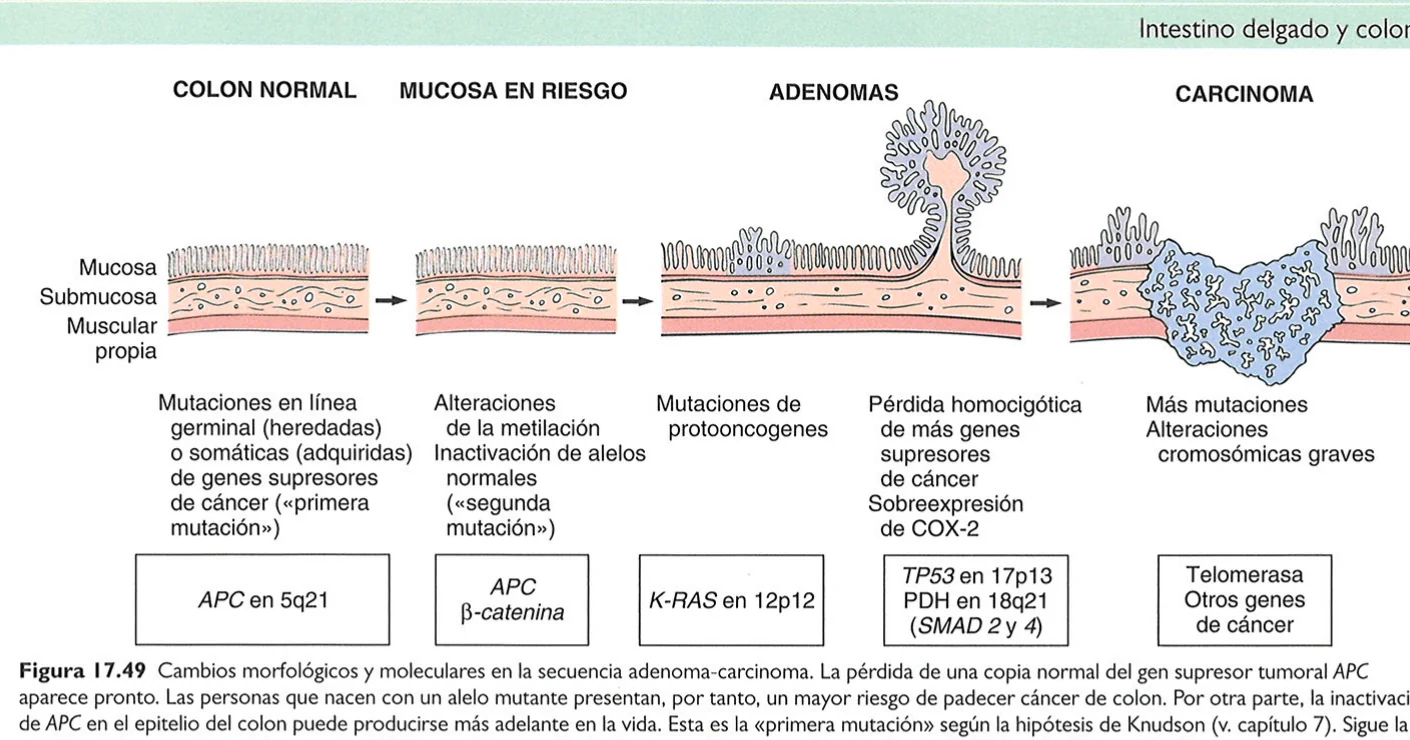 Intestino delgado y colon
COLON NORMAL
MUCOSA EN RIESGO
ADENOMAS
CARCINOMA
Mucosa
Submucosa
Muscular
propia
Mutaciones en línea
germinal (heredadas)
o somáticas (adquiridas)
de genes supresores
de cáncer («primera
mutación»)
Alteraciones
de la metilación
Inactivación de alelos
normales
(«segunda
mutación»)
Mutaciones de
protooncogenes
Pérdida homocigótica
de más genes
supresores
de cáncer
Sobreexpresión
de COX-2
Más mutaciones
Alteraciones
cromosómicas graves
APC en 5q21
APC
β-catenina
K-RAS en 12p12
TP53 en 17p13
PDH en 18q21
(SMAD 2 y 4)
Telomerasa
Otros genes
de cáncer
Figura 17.49 Cambios morfológicos y moleculares en la secuencia adenoma-carcinoma. La pérdida de una copia normal del gen supresor tumoral APC
aparece pronto. Las personas que nacen con un alelo mutante presentan, por tanto, un mayor riesgo de padecer cáncer de colon. Por otra parte, la inactivaci
de APC en el epitelio del colon puede producirse más adelante en la vida. Esta es la «primera mutación» según la hipótesis de Knudson (v. capítulo 7). Sigue la